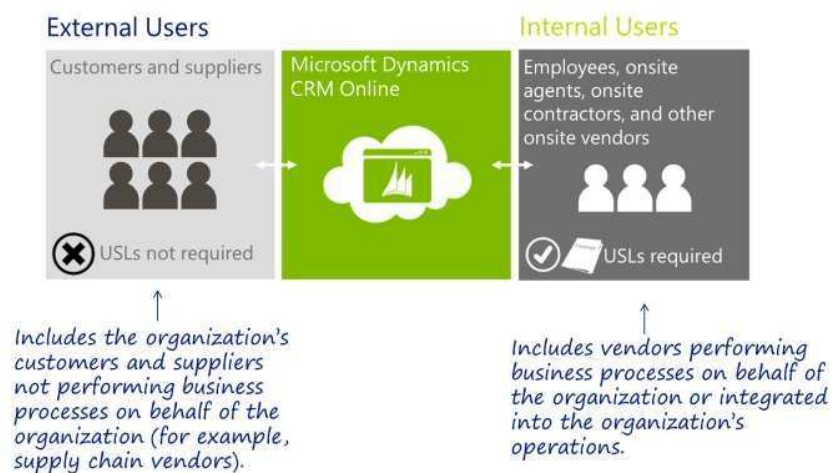 External Users
Internal Users
Customers and suppliers
Microsoft Dynamics
CRM Online
Employees, onsite
agents, onsite
contractors, and other
onsite vendors
USLs not required
USLs required
Includes the organization's
customers and suppliers
not performing business
processes on behalf of the
organization (for example,
supply chain vendors).
Includes vendors performing
business processes on behalf of
the organization or integrated
into the organization's
operations.